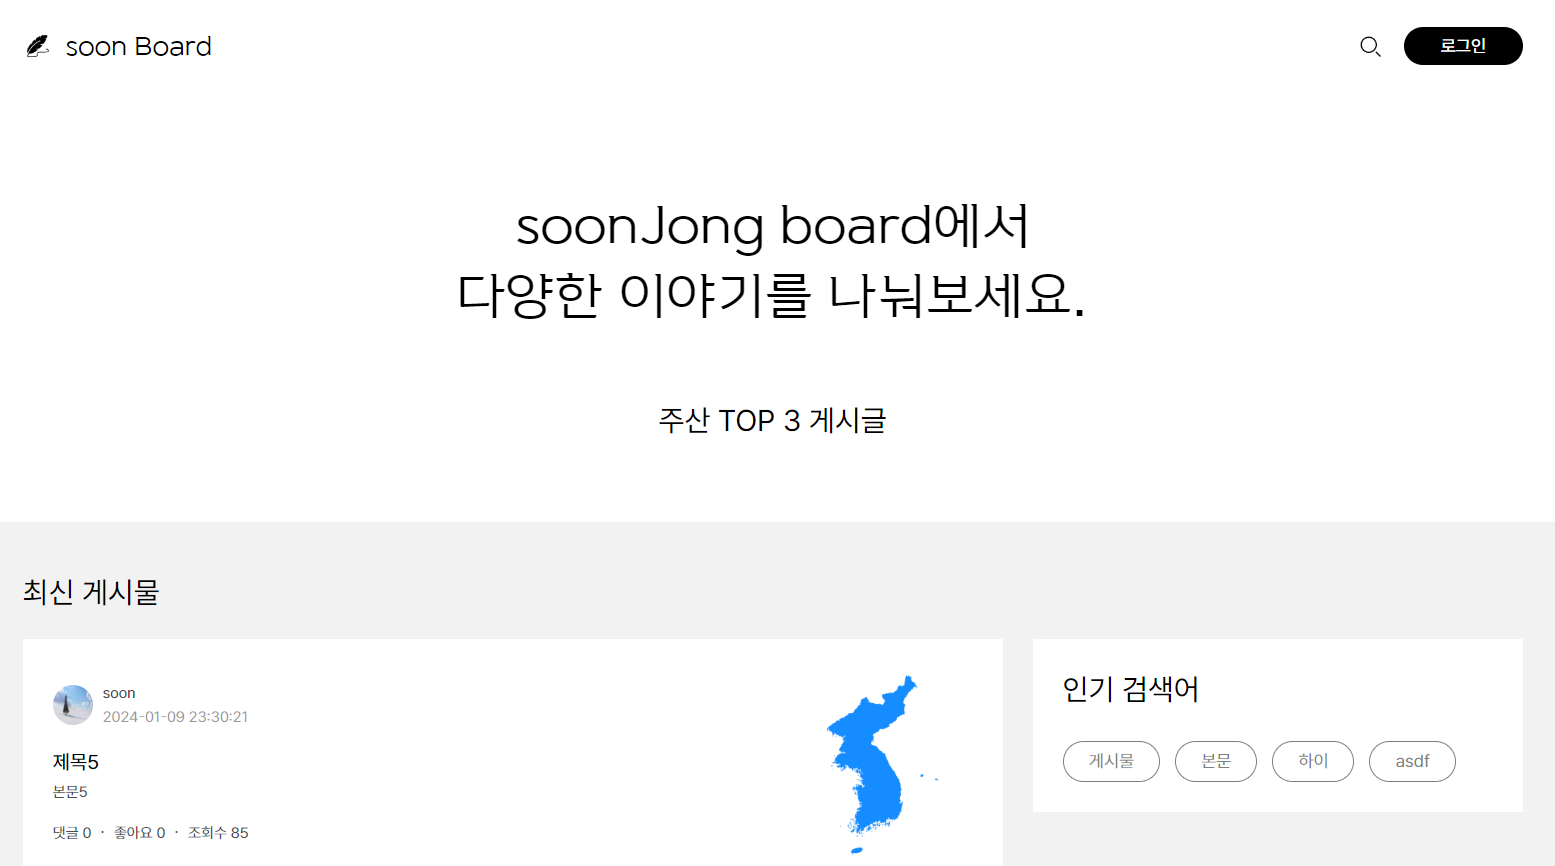 soon Board
로그인
soonJong board에서
다양한 이야기를 나눠보세요.
주산 TOP 3 게시글
최신 게시물
soon
2024-01-09 23:30:21
제목5
본문5
댓글 0 · 좋아요 0 · 조회수 85
인기 검색어
게시물 본문 하이 asdf